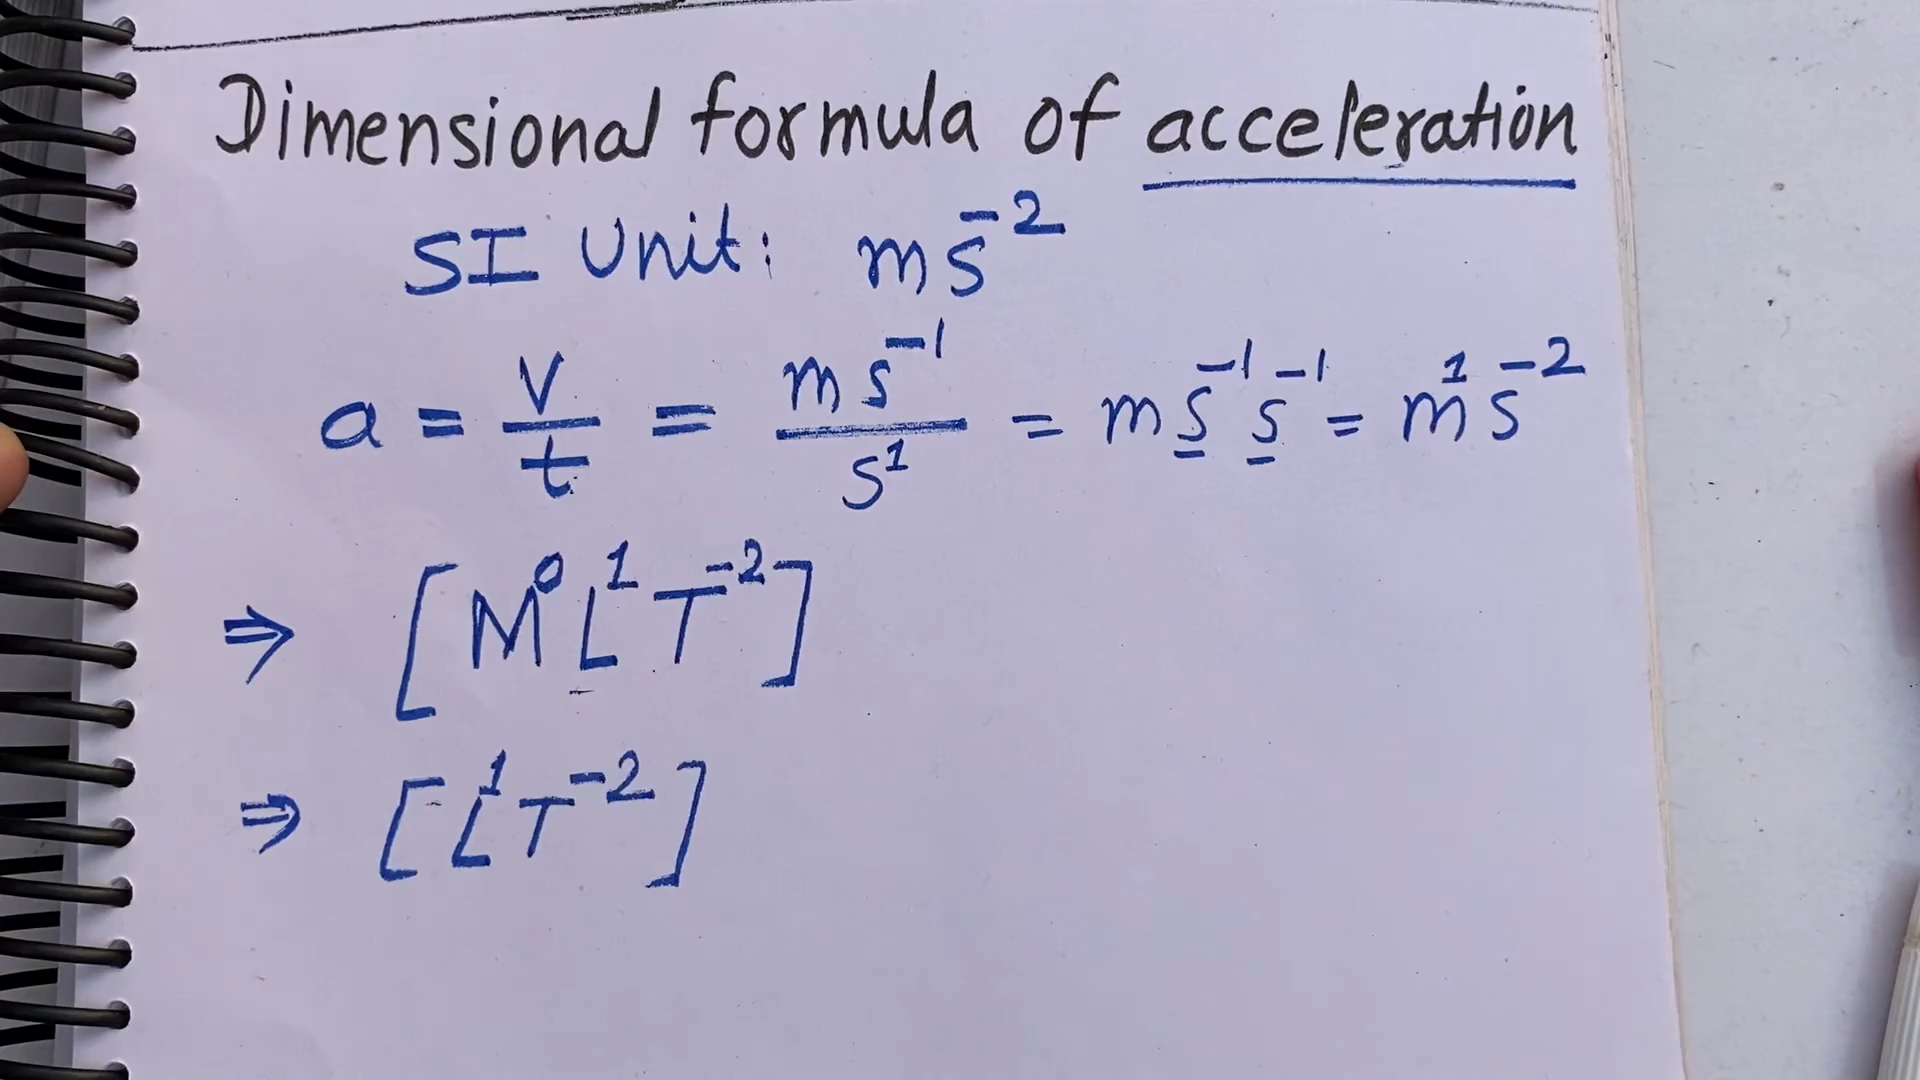 Dimensional formula of acceleration
SI Unit: ms⁻²
a = v/t = ms⁻¹/s¹ = ms⁻¹s⁻¹ = m¹s⁻²
⇒ [M⁰L¹T⁻²]
⇒ [L¹T⁻²]